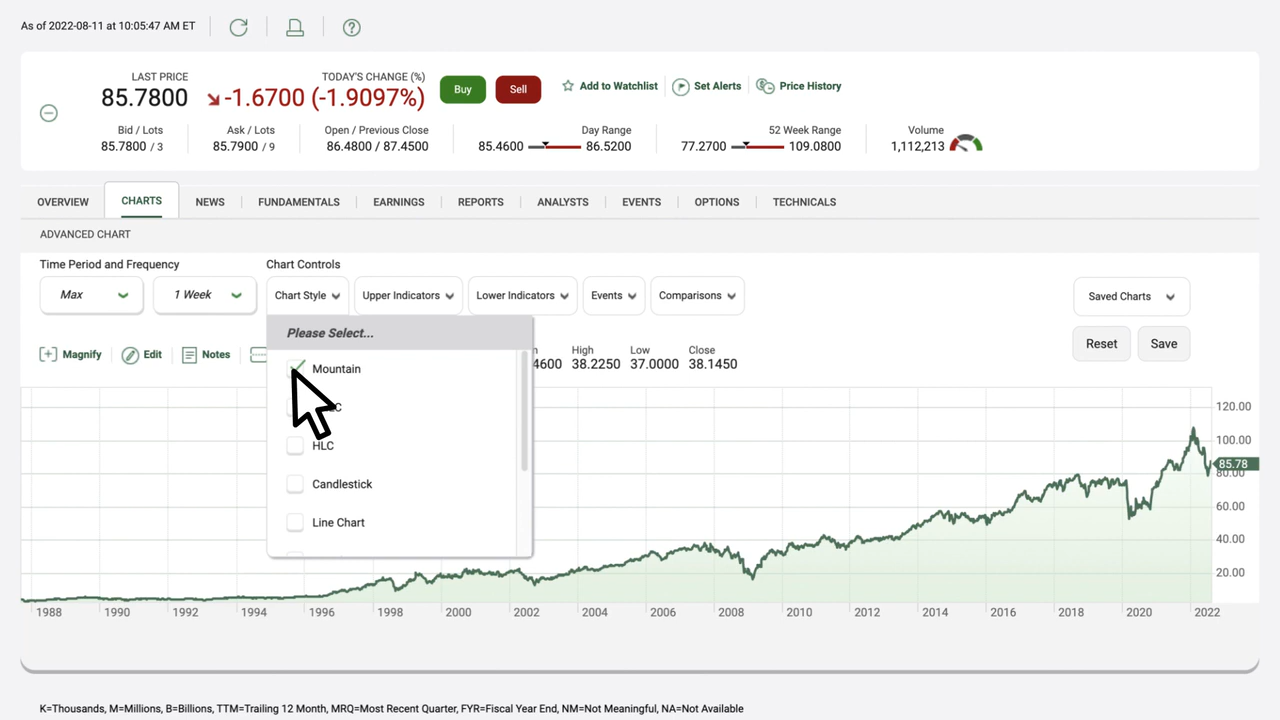 As of 2022-08-11 at 10:05:47 AM ET
LAST PRICE
85.7800
TODAY'S CHANGE (%)
-1.6700 (-1.9097%)
Buy
Sell
Add to Watchlist
Set Alerts
Price History
Bid / Lots
85.7800 / 3
Ask / Lots
85.7900 / 9
Open / Previous Close
86.4800 / 87.4500
Day Range
85.4600 86.5200
52 Week Range
77.2700 109.0800
Volume
1,112,213
OVERVIEW CHARTS NEWS FUNDAMENTALS EARNINGS REPORTS ANALYSTS EVENTS OPTIONS TECHNICALS
ADVANCED CHART
Time Period and Frequency
Chart Controls
Max 1 Week Chart Style Upper Indicators Lower Indicators Events Comparisons Saved Charts
Please Select...
Reset Save
Magnify Edit Notes
High Low Close
38.2250 37.0000 38.1450
Mountain
HLC
Candlestick
Line Chart
120.00
100.00
85.78
80.00
60.00
40.00
20.00
1988 1990 1992 1994 1996 1998 2000 2002 2004 2006 2008 2010 2012 2014 2016 2018 2020 2022
K=Thousands, M=Millions, B=Billions, TTM=Trailing 12 Month, MRQ=Most Recent Quarter, FYR=Fiscal Year End, NM=Not Meaningful, NA=Not Available